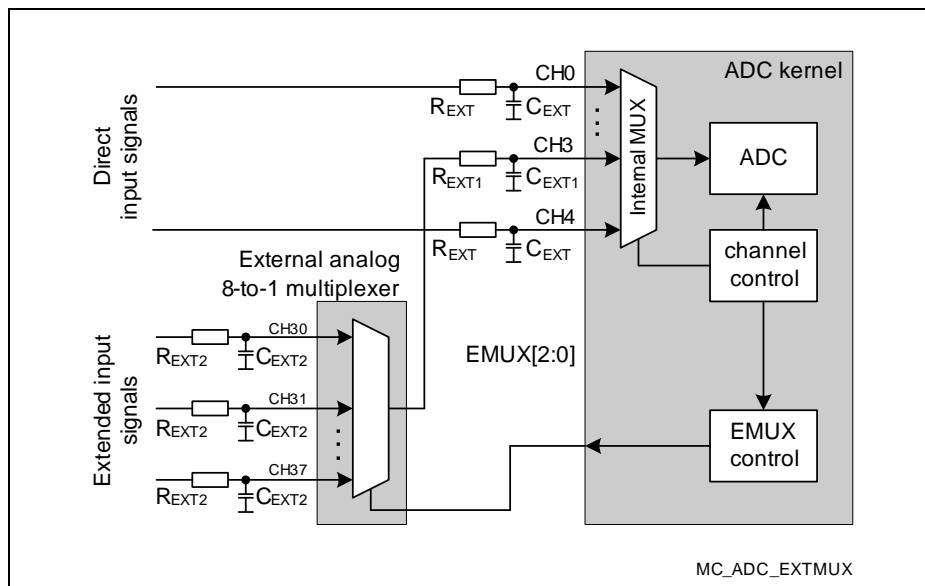 ADC kernel
CH0
REXT
CEXT
Direct
input signals
Internal MUX
ADC
CH3
REXT1
CEXT1
CH4
REXT
CEXT
channel
control
External analog
8-to-1 multiplexer
EMUX[2:0]
Extended input
signals
CH30
REXT2
CEXT2
CH31
REXT2
CEXT2
CH37
REXT2
CEXT2
EMUX
control
MC_ADC_EXTMUX